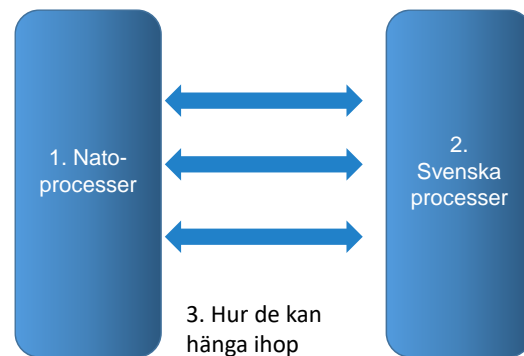 1. Nato-
processer
2.
Svenska
processer
3. Hur de kan
hänga ihop